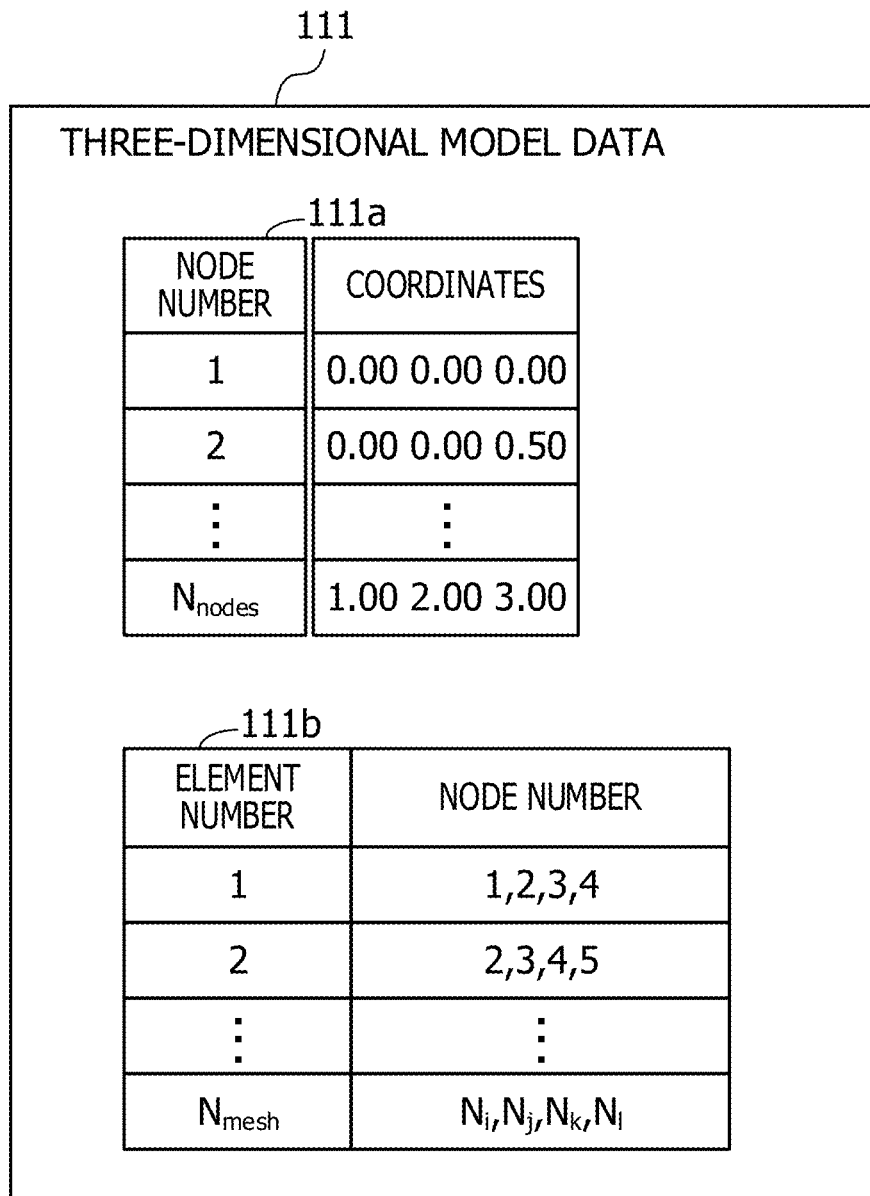 111
THREE-DIMENSIONAL MODEL DATA
111a
NODE NUMBER COORDINATES
1 0.00 0.00 0.00
2 0.00 0.00 0.50
⋮ ⋮
Nnodes 1.00 2.00 3.00
111b
ELEMENT NUMBER NODE NUMBER
1 1,2,3,4
2 2,3,4,5
⋮ ⋮
Nmesh Ni,Nj,Nk,Nl